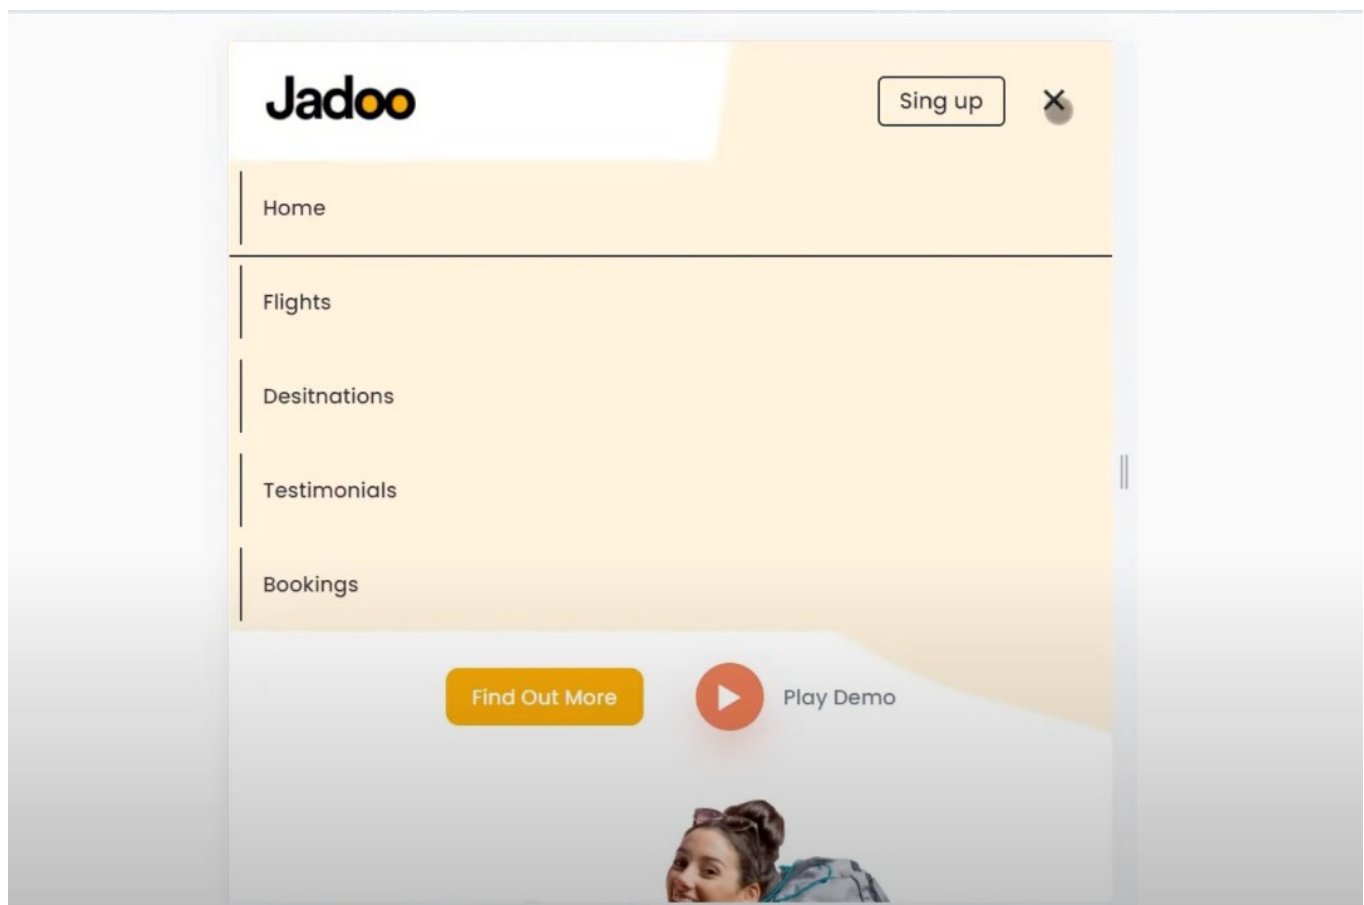 Jadoo
Sing up
Home
Flights
Desitnations
Testimonials
Bookings
Find Out More
Play Demo